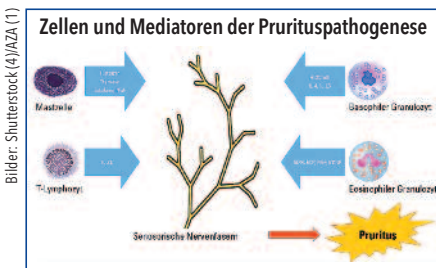 Zellen und Mediatoren der Prurituspathogenese
Bilder: Shutterstock (4)/AZA (1)
Mastzelle
Basophiler Granulozyt
T-Lymphozyt
Eosinophiler Granulozyt
Sensorische Nervenfasern
Pruritus